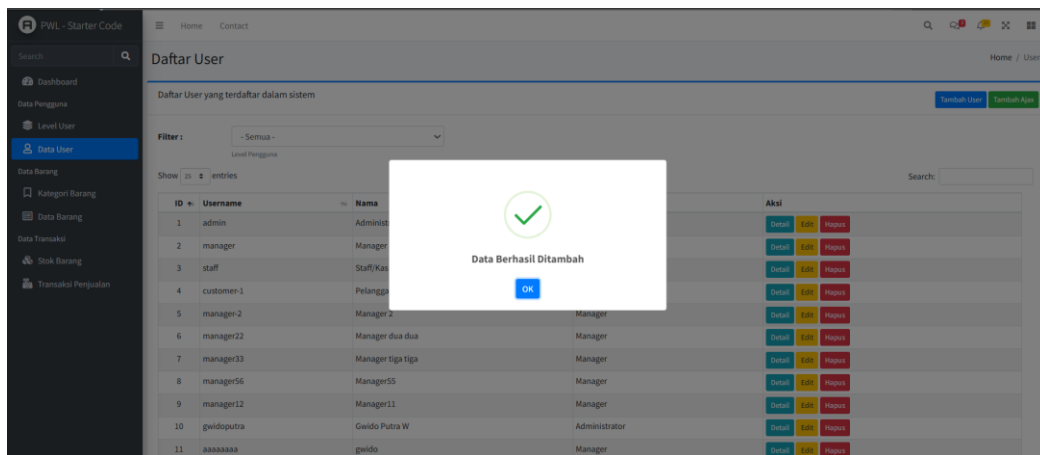 PWL - Starter Code
Home Contact
Search
Daftar User
Home / User
Dashboard
Data Pengguna
Level User
Data User
Data Barang
Kategori Barang
Data Barang
Data Transaksi
Stok Barang
Transaksi Penjualan
Daftar User yang terdaftar dalam sistem
Tambah User Tambah Ajax
Filter : - Semua -
Level Pengguna
Show 25 entries
Search:
ID Username Nama Aksi
1 admin Administ Detail Edit Hapus
2 manager Manager Detail Edit Hapus
3 staff Staff/Kas Detail Edit Hapus
4 customer-1 Pelangga Detail Edit Hapus
5 manager-2 Manager 2 Manager Detail Edit Hapus
6 manager22 Manager dua dua Manager Detail Edit Hapus
7 manager33 Manager tiga tiga Manager Detail Edit Hapus
8 manager56 Manager55 Manager Detail Edit Hapus
9 manager12 Manager11 Manager Detail Edit Hapus
10 gwidoputra Gwido Putra W Administrator Detail Edit Hapus
11 aaaaaaaa gwido Manager Detail Edit Hapus
Data Berhasil Ditambah
OK